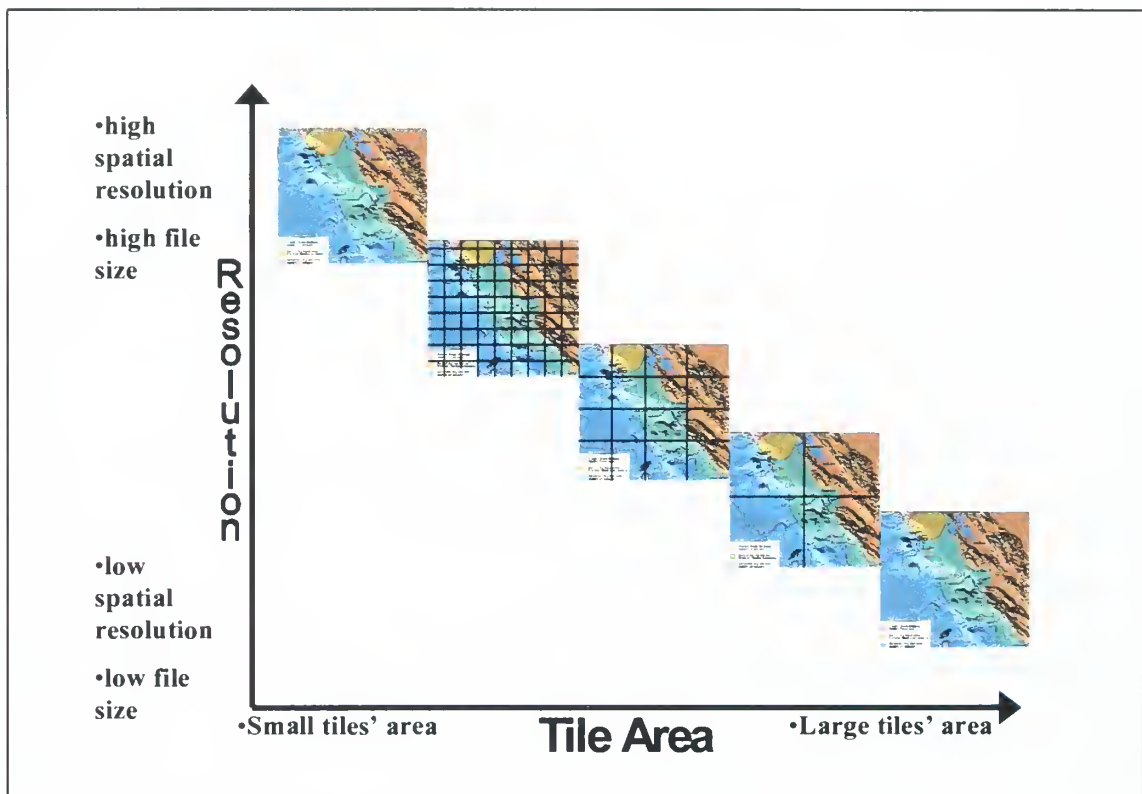 •high
spatial
resolution
•high file
size
Resolution
•low
spatial
resolution
•low file
size
•Small tiles' area
Tile Area
•Large tiles' area